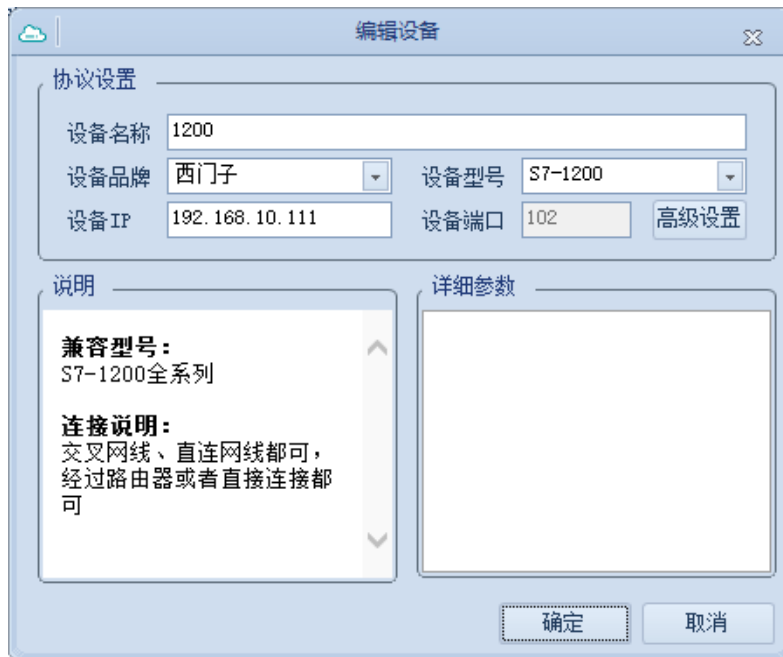 编辑设备
协议设置
设备名称 1200
设备品牌 西门子 设备型号 S7-1200
设备IP 192.168.10.111 设备端口 102 高级设置
说明 详细参数
兼容型号:
S7-1200全系列
连接说明:
交叉网线、直连网线都可,
经过路由器或者直接连接都
可
确定 取消